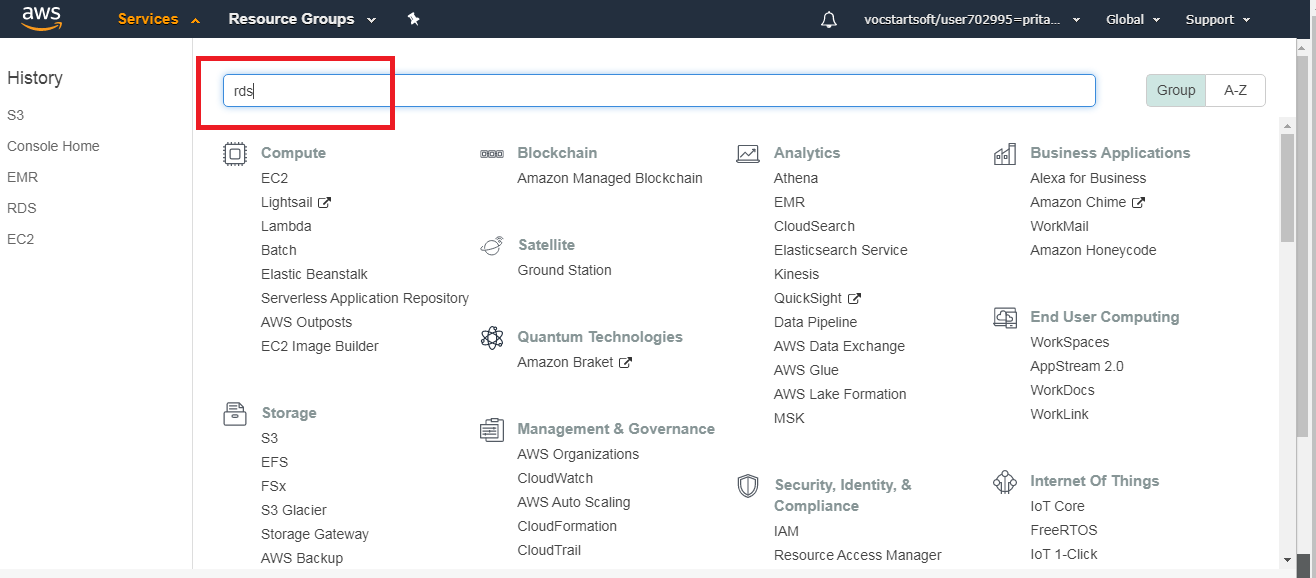 aws
Services
Resource Groups
vocstartsoft/user702995=prita...
Global
Support
History
S3
Console Home
EMR
RDS
EC2
rds
Group
A-Z
Compute
EC2
Lightsail
Lambda
Batch
Elastic Beanstalk
Serverless Application Repository
AWS Outposts
EC2 Image Builder
Storage
S3
EFS
FSx
S3 Glacier
Storage Gateway
AWS Backup
Blockchain
Amazon Managed Blockchain
Satellite
Ground Station
Quantum Technologies
Amazon Braket
Management & Governance
AWS Organizations
CloudWatch
AWS Auto Scaling
CloudFormation
CloudTrail
Analytics
Athena
EMR
CloudSearch
Elasticsearch Service
Kinesis
QuickSight
Data Pipeline
AWS Data Exchange
AWS Glue
AWS Lake Formation
MSK
Security, Identity, &
Compliance
IAM
Resource Access Manager
Business Applications
Alexa for Business
Amazon Chime
WorkMail
Amazon Honeycode
End User Computing
WorkSpaces
AppStream 2.0
WorkDocs
WorkLink
Internet Of Things
IoT Core
FreeRTOS
IoT 1-Click